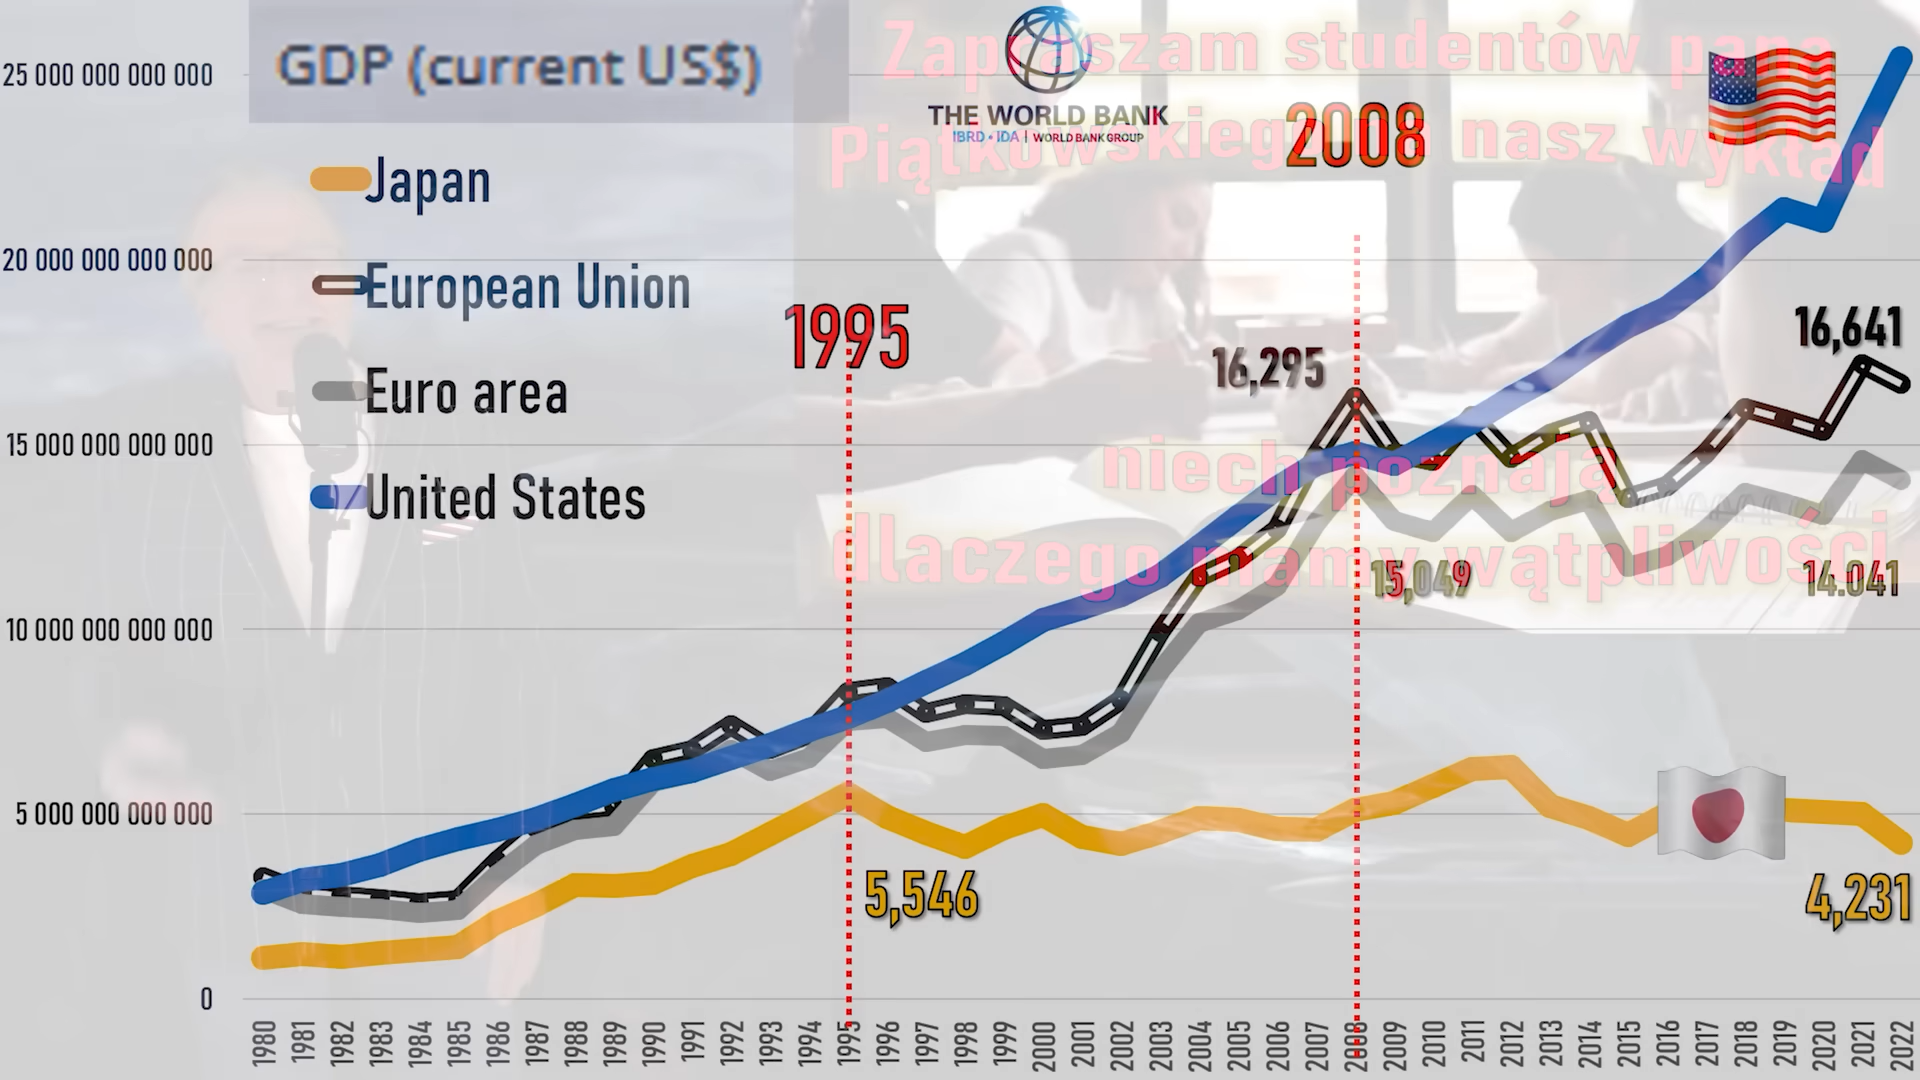 GDP (current US$)
THE WORLD BANK
IBRD • IDA | WORLD BANK GROUP
Zapraszam studentów pana
Piątkowskiego nasz wykład
niech poznają
dlaczego mamy wątpliwości
Japan
European Union
Euro area
United States
1995
2008
16,295
16,641
15,049
14.041
5,546
4,231
25 000 000 000 000
20 000 000 000 000
15 000 000 000 000
10 000 000 000 000
5 000 000 000 000
0
1980 1981 1982 1983 1984 1985 1986 1987 1988 1989 1990 1991 1992 1993 1994 1995 1996 1997 1998 1999 2000 2001 2002 2003 2004 2005 2006 2007 2008 2009 2010 2011 2012 2013 2014 2015 2016 2017 2018 2019 2020 2021 2022